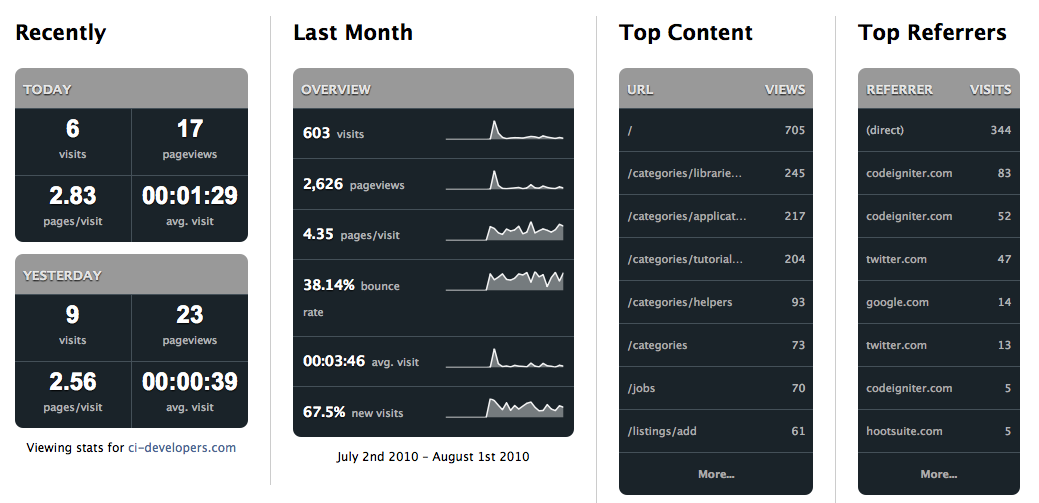 Recently
TODAY
6 17
visits pageviews
2.83 00:01:29
pages/visit avg. visit
YESTERDAY
9 23
visits pageviews
2.56 00:00:39
pages/visit avg. visit
Viewing stats for ci-developers.com
Last Month
OVERVIEW
603 visits
2,626 pageviews
4.35 pages/visit
38.14% bounce
rate
00:03:46 avg. visit
67.5% new visits
July 2nd 2010 - August 1st 2010
Top Content
URL VIEWS
/ 705
/categories/librarie... 245
/categories/applicat... 217
/categories/tutorial... 204
/categories/helpers 93
/categories 73
/jobs 70
/listings/add 61
More...
Top Referrers
REFERRER VISITS
(direct) 344
codeigniter.com 83
codeigniter.com 52
twitter.com 47
google.com 14
twitter.com 13
codeigniter.com 5
hootsuite.com 5
More...